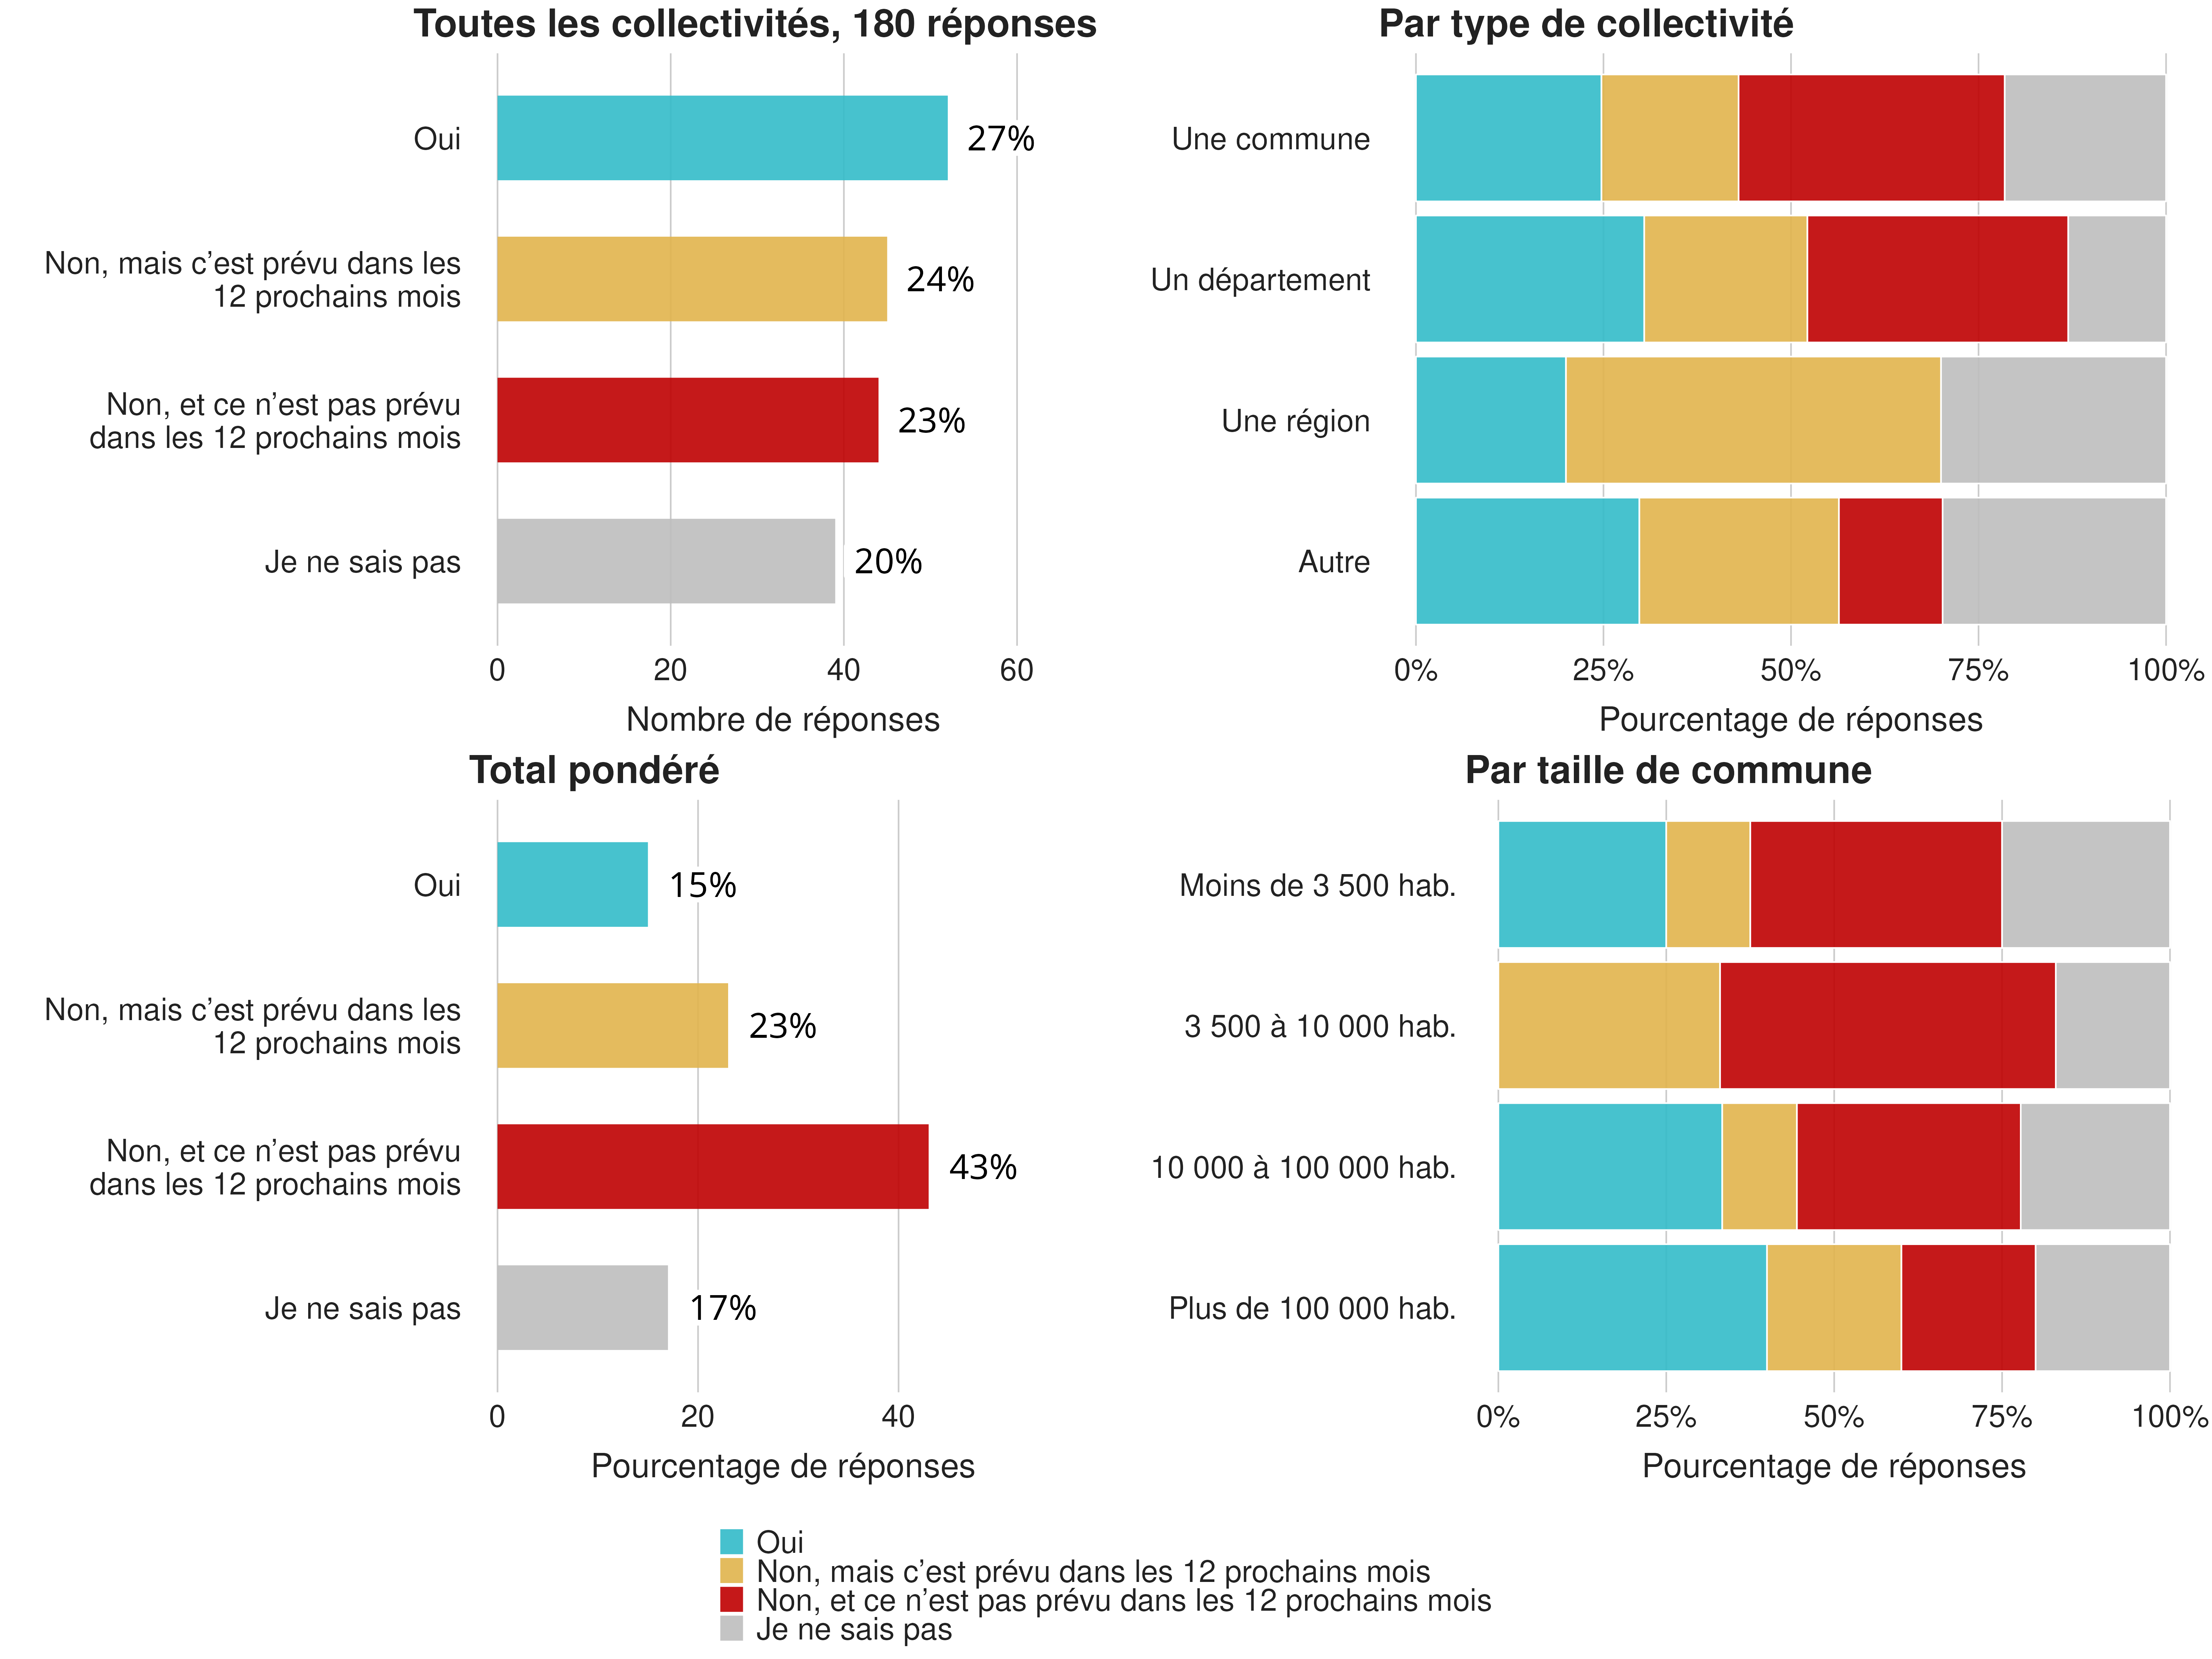 Toutes les collectivités, 180 réponses
Oui
27%
Non, mais c’est prévu dans les
12 prochains mois
24%
Non, et ce n’est pas prévu
dans les 12 prochains mois
23%
Je ne sais pas
20%
0 20 40 60
Nombre de réponses
Par type de collectivité
Une commune
Un département
Une région
Autre
0% 25% 50% 75% 100%
Pourcentage de réponses
Total pondéré
Oui
15%
Non, mais c’est prévu dans les
12 prochains mois
23%
Non, et ce n’est pas prévu
dans les 12 prochains mois
43%
Je ne sais pas
17%
0 20 40
Pourcentage de réponses
Par taille de commune
Moins de 3 500 hab.
3 500 à 10 000 hab.
10 000 à 100 000 hab.
Plus de 100 000 hab.
0% 25% 50% 75% 100%
Pourcentage de réponses
Oui
Non, mais c’est prévu dans les 12 prochains mois
Non, et ce n’est pas prévu dans les 12 prochains mois
Je ne sais pas